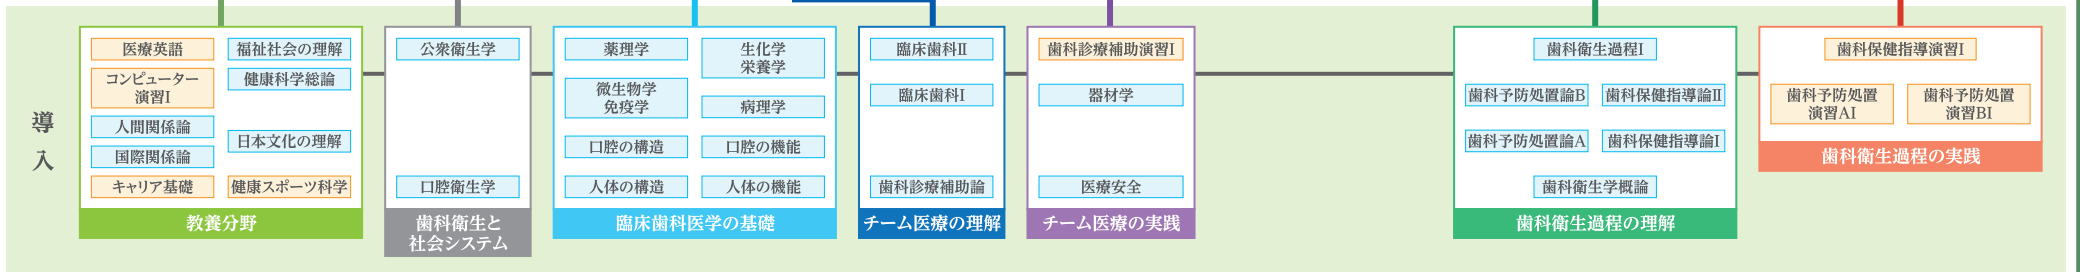 導
入
医療英語
福祉社会の理解
コンピューター
演習I
健康科学総論
人間関係論
日本文化の理解
国際関係論
キャリア基礎
健康スポーツ科学
教養分野
公衆衛生学
口腔衛生学
歯科衛生と
社会システム
薬理学
生化学
栄養学
微生物学
免疫学
病理学
口腔の構造
口腔の機能
人体の構造
人体の機能
臨床歯科医学の基礎
臨床歯科II
臨床歯科I
歯科診療補助論
チーム医療の理解
歯科診療補助演習I
器材学
医療安全
チーム医療の実践
歯科衛生過程I
歯科予防処置論B
歯科保健指導論II
歯科予防処置論A
歯科保健指導論I
歯科衛生学概論
歯科衛生過程の理解
歯科保健指導演習I
歯科予防処置
演習AI
歯科予防処置
演習BI
歯科衛生過程の実践